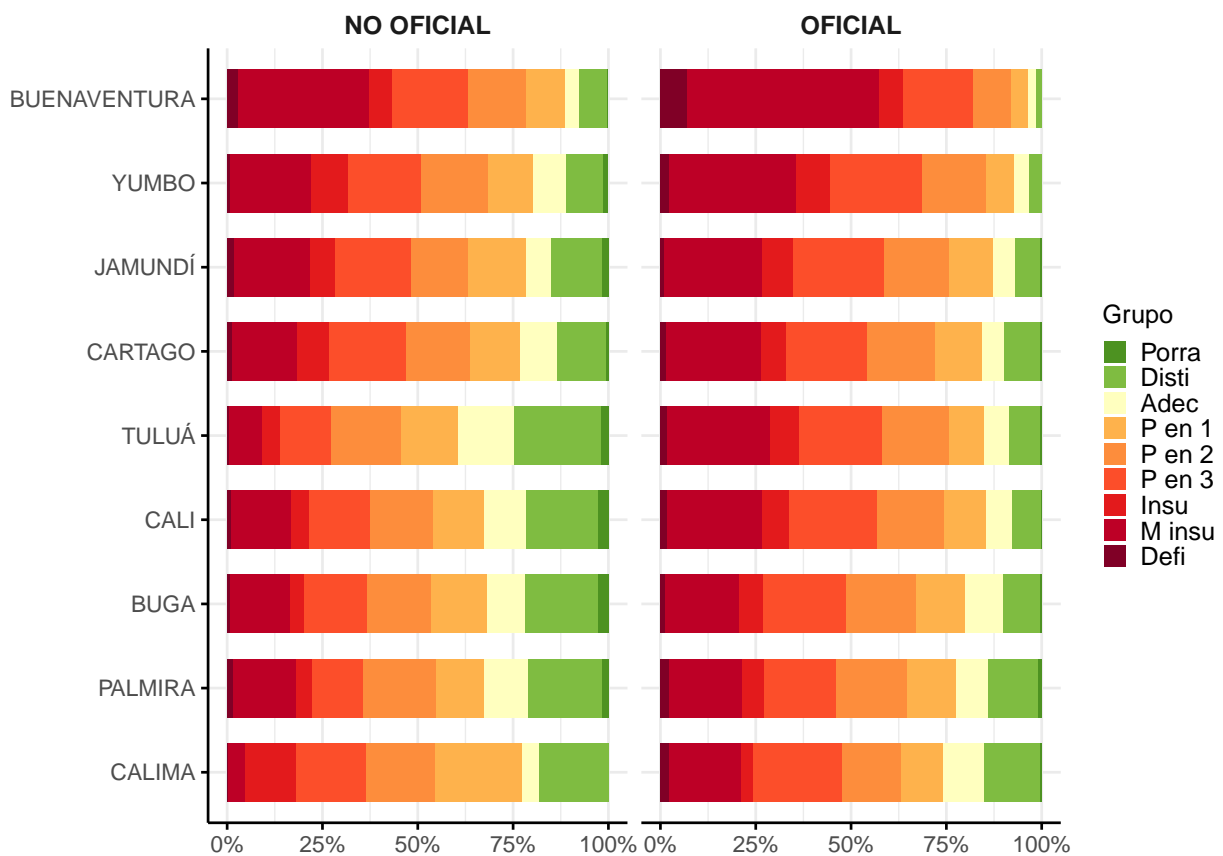 NO OFICIAL OFICIAL
BUENAVENTURA
YUMBO
JAMUNDÍ
CARTAGO
TULUÁ
CALI
BUGA
PALMIRA
CALIMA
0% 25% 50% 75% 100% 0% 25% 50% 75% 100%
Grupo
Porra
Disti
Adec
P en 1
P en 2
P en 3
Insu
M insu
Defi